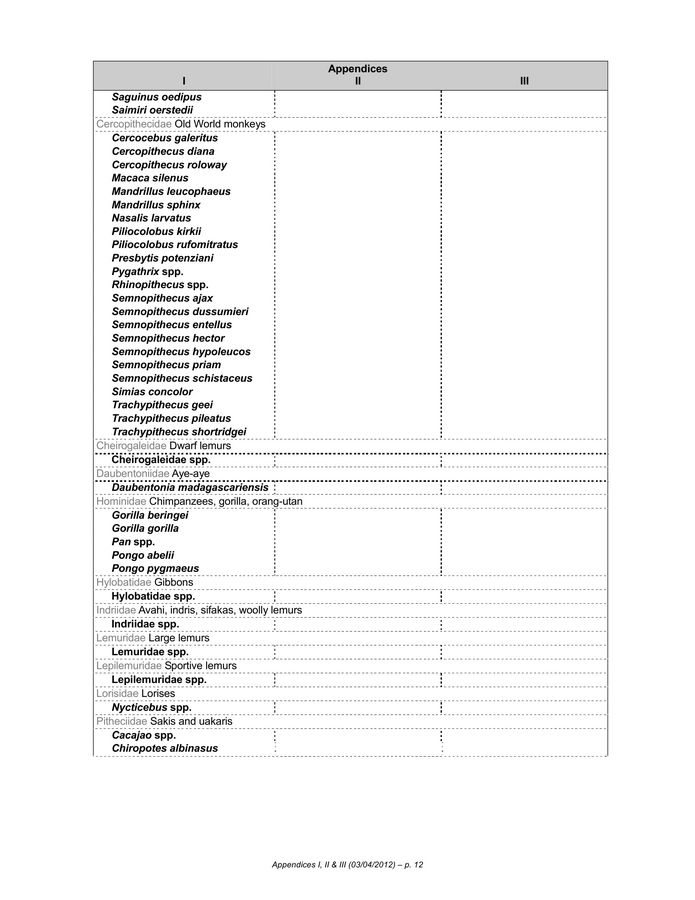 Appendices
I II III
Saguinus oedipus
Saimiri oerstedii
Cercopithecidae Old World monkeys
Cercocebus galeritus
Cercopithecus diana
Cercopithecus roloway
Macaca silenus
Mandrillus leucophaeus
Mandrillus sphinx
Nasalis larvatus
Piliocolobus kirkii
Piliocolobus rufomitratus
Presbytis potenziani
Pygathrix spp.
Rhinopithecus spp.
Semnopithecus ajax
Semnopithecus dussumieri
Semnopithecus entellus
Semnopithecus hector
Semnopithecus hypoleucos
Semnopithecus priam
Semnopithecus schistaceus
Simias concolor
Trachypithecus geei
Trachypithecus pileatus
Trachypithecus shortridgei
Cheirogaleidae Dwarf lemurs
Cheirogaleidae spp.
Daubentoniidae Aye-aye
Daubentonia madagascariensis
Hominidae Chimpanzees, gorilla, orang-utan
Gorilla beringei
Gorilla gorilla
Pan spp.
Pongo abelii
Pongo pygmaeus
Hylobatidae Gibbons
Hylobatidae spp.
Indriidae Avahi, indris, sifakas, woolly lemurs
Indriidae spp.
Lemuridae Large lemurs
Lemuridae spp.
Lepilemuridae Sportive lemurs
Lepilemuridae spp.
Lorisidae Lorises
Nycticebus spp.
Pitheciidae Sakis and uakaris
Cacajao spp.
Chiropotes albinasus
Appendices I, II & III (03/04/2012) – p. 12